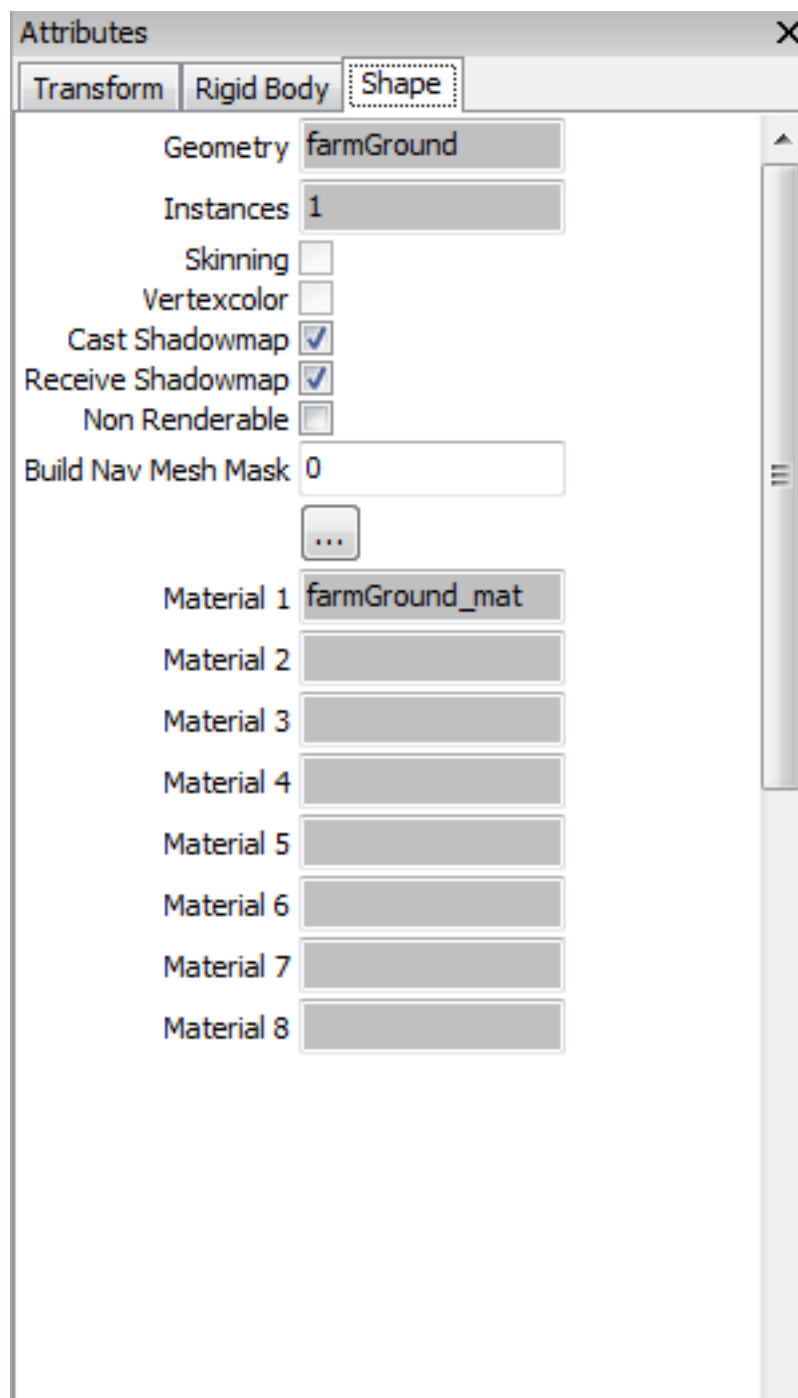 Attributes
Transform Rigid Body Shape
Geometry farmGround
Instances 1
Skinning
Vertexcolor
Cast Shadowmap
Receive Shadowmap
Non Renderable
Build Nav Mesh Mask 0
...
Material 1 farmGround_mat
Material 2
Material 3
Material 4
Material 5
Material 6
Material 7
Material 8